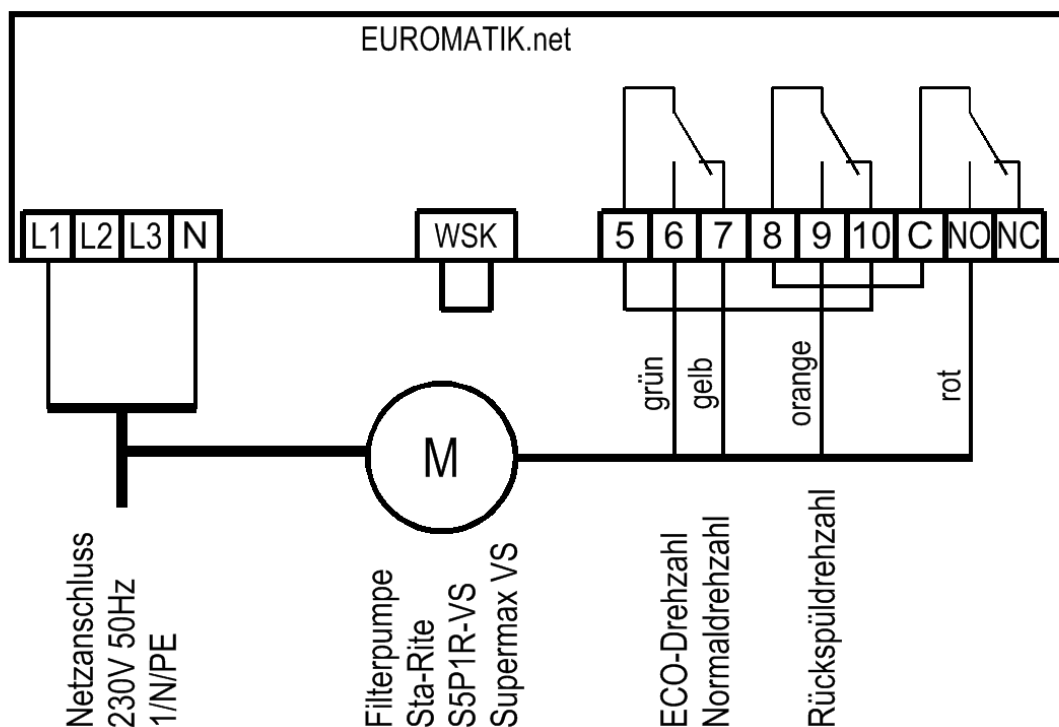 EUROMATIK.net
L1 L2 L3 N
WSK
5 6 7 8 9 10 C NO NC
grün
gelb
orange
rot
M
Netzanschluss
230V 50Hz
1/N/PE
Filterpumpe
Sta-Rite
S5P1R-VS
Supermax VS
ECO-Drehzahl
Normaldrehzahl
Rückspüldrehzahl